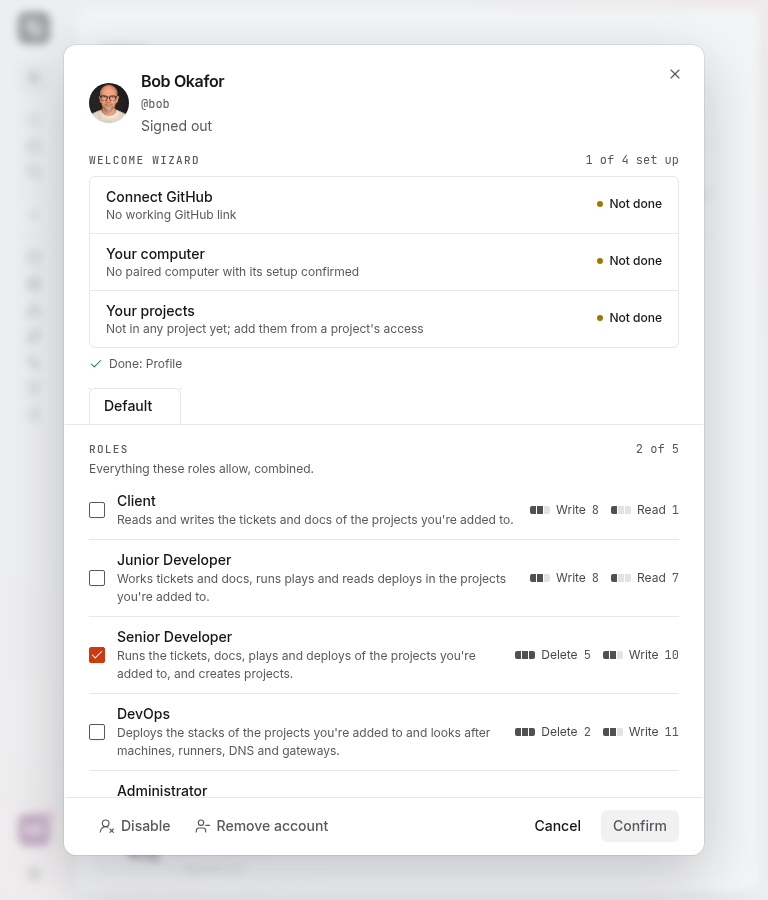 Bob Okafor
@bob
Signed out
WELCOME WIZARD 1 of 4 set up
Connect GitHub
No working GitHub link
Not done
Your computer
No paired computer with its setup confirmed
Not done
Your projects
Not in any project yet; add them from a project's access
Not done
Done: Profile
Default
ROLES 2 of 5
Everything these roles allow, combined.
Client
Reads and writes the tickets and docs of the projects you're added to.
Write 8 Read 1
Junior Developer
Works tickets and docs, runs plays and reads deploys in the projects
you're added to.
Write 8 Read 7
Senior Developer
Runs the tickets, docs, plays and deploys of the projects you're
added to, and creates projects.
Delete 5 Write 10
DevOps
Deploys the stacks of the projects you're added to and looks after
machines, runners, DNS and gateways.
Delete 2 Write 11
Administrator
Disable Remove account Cancel Confirm